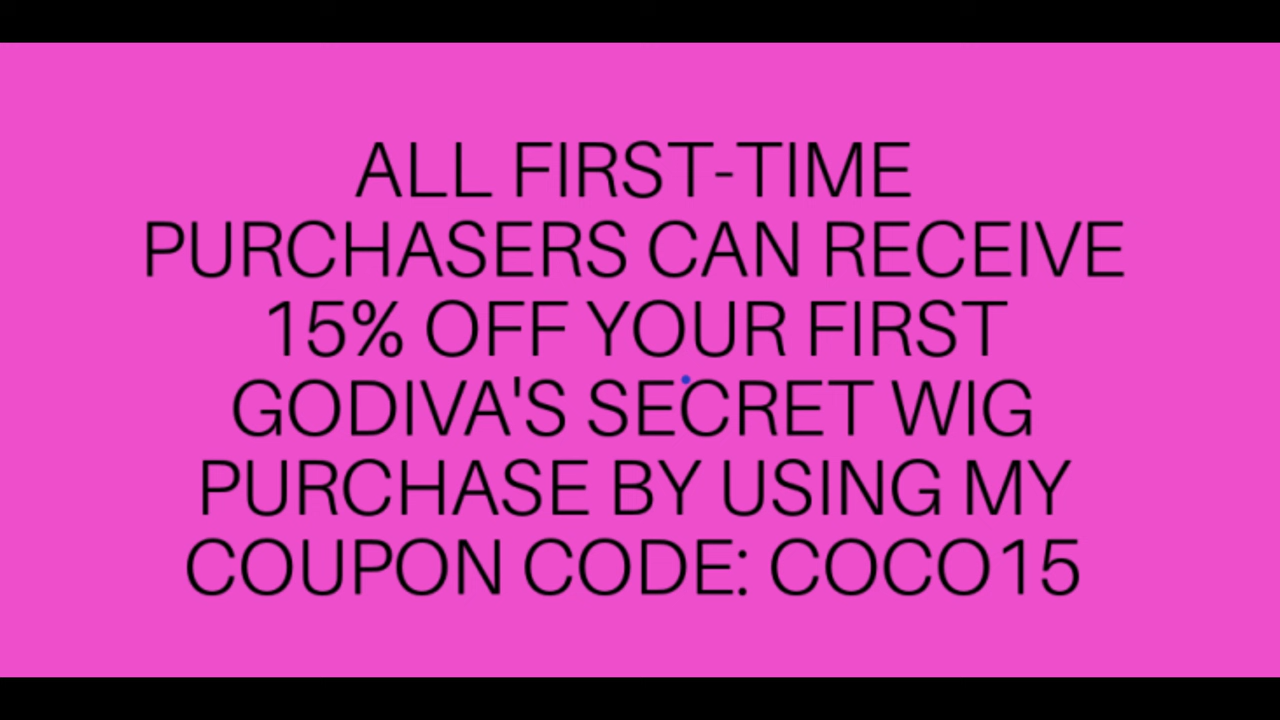 ALL FIRST-TIME
PURCHASERS CAN RECEIVE
15% OFF YOUR FIRST
GODIVA'S SECRET WIG
PURCHASE BY USING MY
COUPON CODE: COCO15